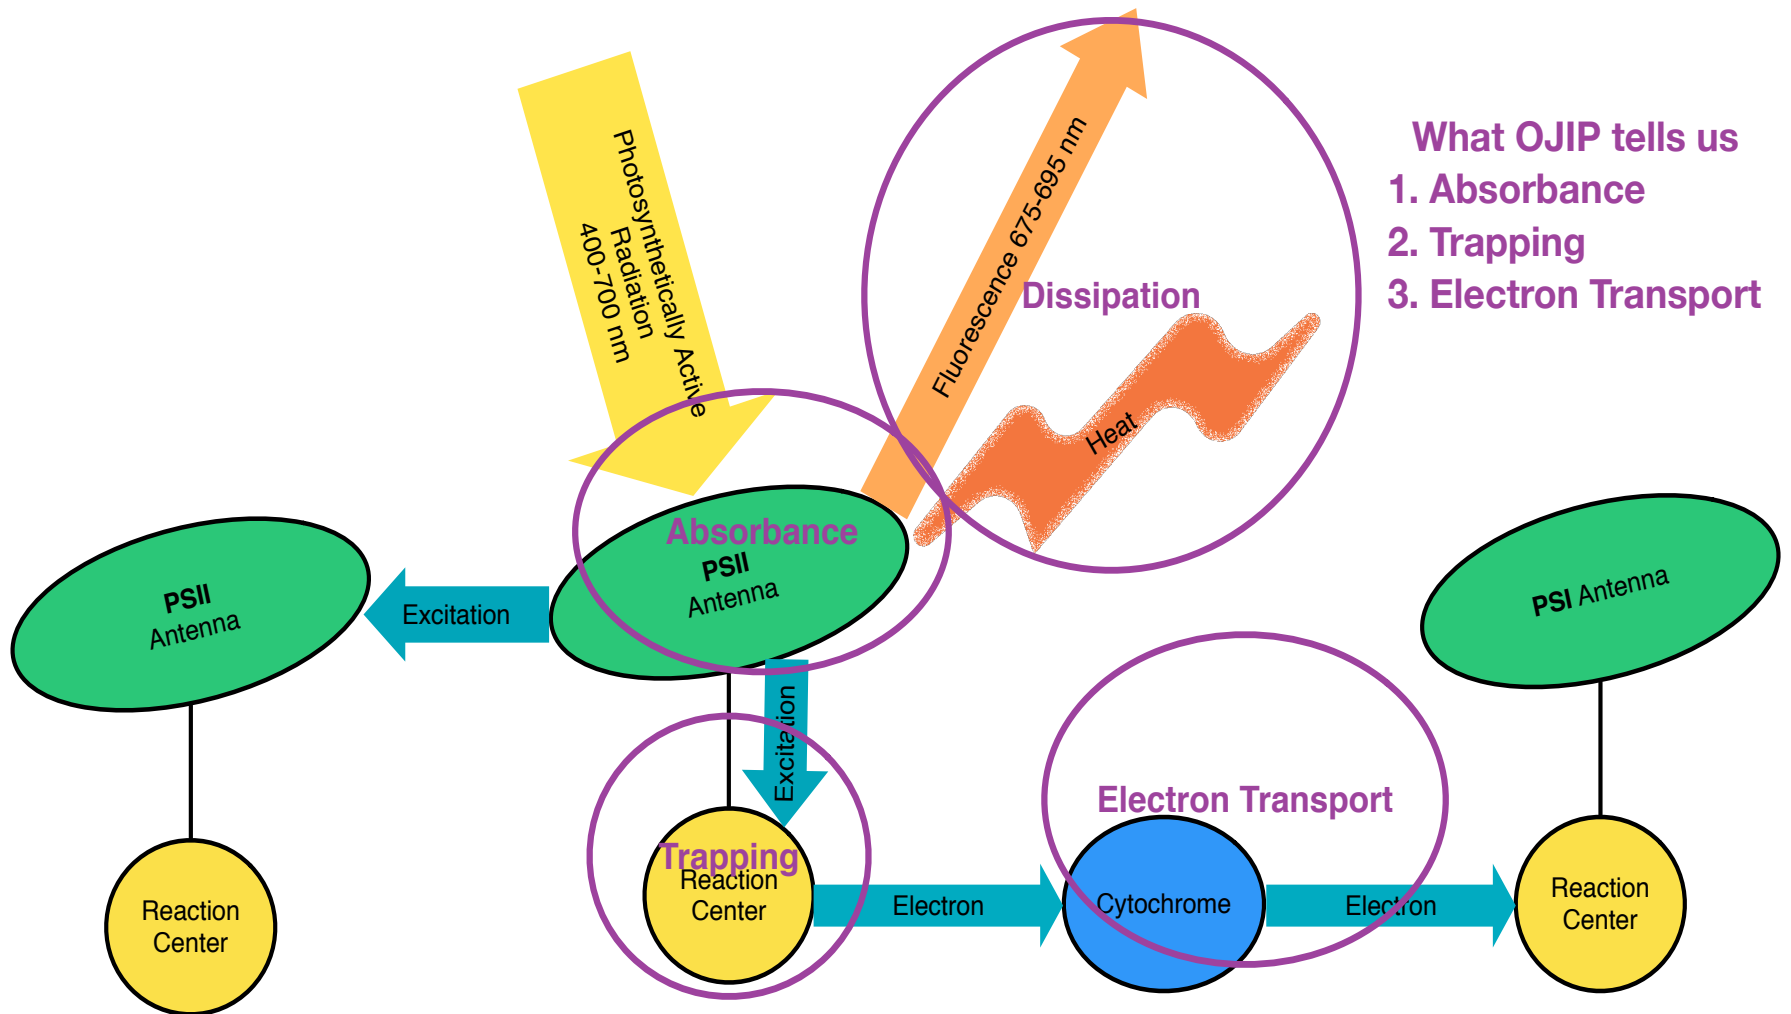 Photosynthetically Active
Radiation
400-700 nm
Fluorescence 675-695 nm
Dissipation
Heat
What OJIP tells us
1. Absorbance
2. Trapping
3. Electron Transport
Absorbance
PSII
Antenna
Excitation
PSII
Antenna
PSI Antenna
Excitation
Trapping
Reaction
Center
Electron
Electron Transport
Cytochrome
Electron
Reaction
Center
Reaction
Center